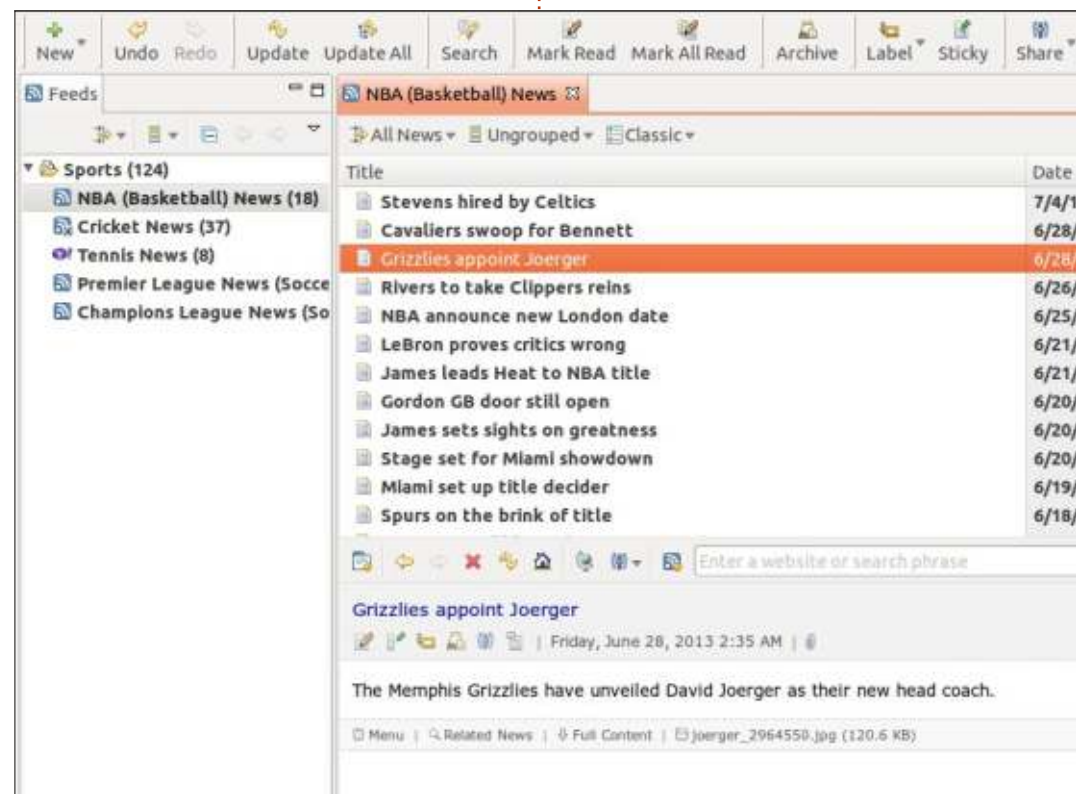 New Undo Redo Update Update All Search Mark Read Mark All Read Archive Label Sticky Share
Feeds
NBA (Basketball) News
All News Ungrouped Classic
Sports (124)
NBA (Basketball) News (18)
Cricket News (37)
Tennis News (8)
Premier League News (Socce
Champions League News (So
Title Date
Stevens hired by Celtics 7/4/1
Cavaliers swoop for Bennett 6/28/
Grizzlies appoint Joerger 6/28/
Rivers to take Clippers reins 6/26/
NBA announce new London date 6/25/
LeBron proves critics wrong 6/21/
James leads Heat to NBA title 6/21/
Gordon GB door still open 6/20/
James sets sights on greatness 6/20/
Stage set for Miami showdown 6/20/
Miami set up title decider 6/19/
Spurs on the brink of title 6/18/
Enter a website or search phrase
Grizzlies appoint Joerger
| Friday, June 28, 2013 2:35 AM |
The Memphis Grizzlies have unveiled David Joerger as their new head coach.
Menu | Related News | Full Content | joerger_2964550.jpg (120.6 KB)